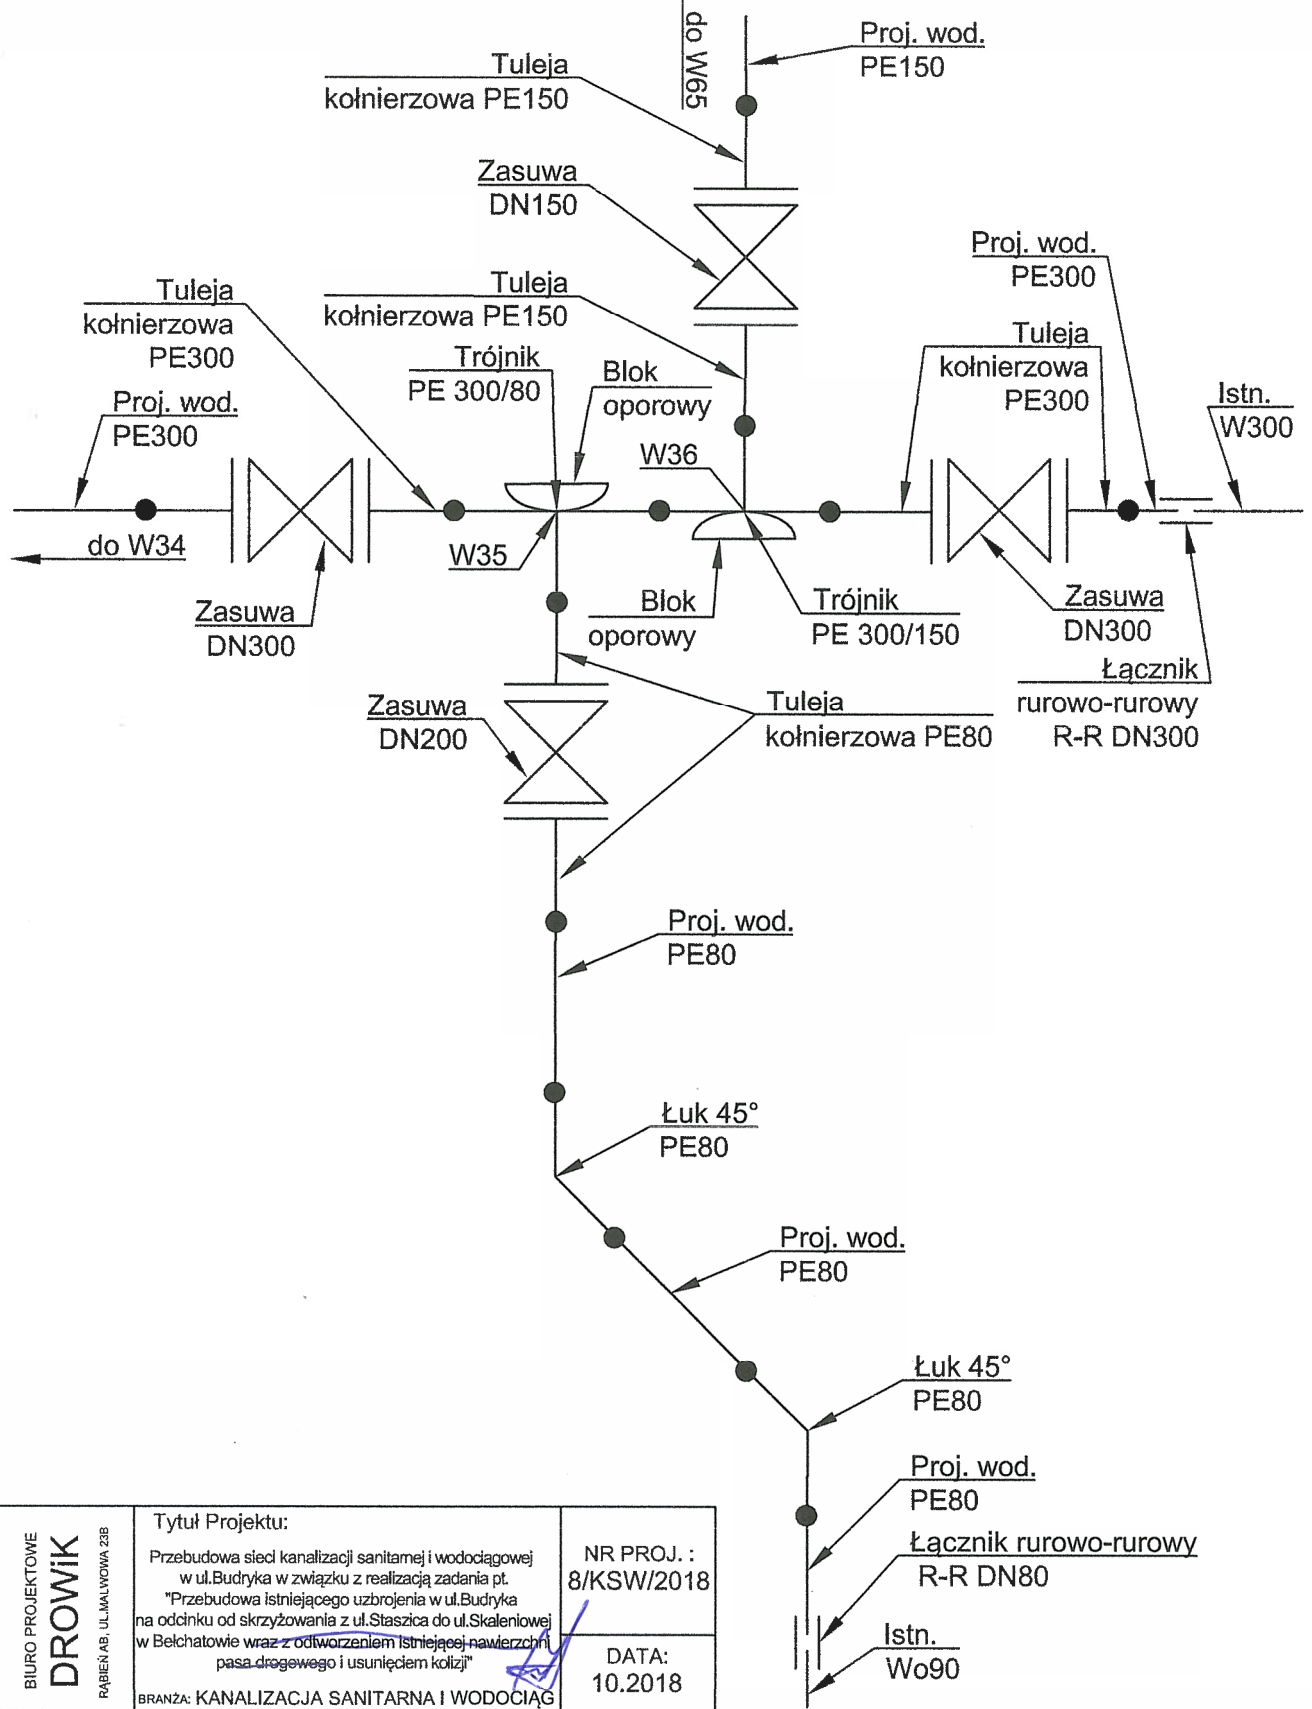 do W65
Proj. wod.
PE150
Tuleja
kołnierzowa PE150
Zasuwa
DN150
Proj. wod.
PE300
Tuleja
kołnierzowa
PE300
Tuleja
kołnierzowa PE150
Trójnik
PE 300/80
Blok
oporowy
Tuleja
kołnierzowa
PE300
Istn.
W300
Proj. wod.
PE300
W36
do W34
W35
Zasuwa
DN300
Blok
oporowy
Trójnik
PE 300/150
Zasuwa
DN300
Łącznik
rurowo-rurowy
R-R DN300
Zasuwa
DN200
Tuleja
kołnierzowa PE80
Proj. wod.
PE80
Łuk 45°
PE80
Proj. wod.
PE80
Łuk 45°
PE80
Proj. wod.
PE80
Łącznik rurowo-rurowy
R-R DN80
Istn.
Wo90
BIURO PROJEKTOWE
DROWiK
RĄBIEŃ AB, UL.MALWOWA 23B
Tytuł Projektu:
Przebudowa sieci kanalizacji sanitarnej i wodociągowej
w ul.Budryka w związku z realizacją zadania pt.
"Przebudowa istniejącego uzbrojenia w ul.Budryka
na odcinku od skrzyżowania z ul.Staszica do ul.Skaleniowej
w Bełchatowie wraz z odtworzeniem istniejącej nawierzchni
pasa drogowego i usunięciem kolizji"
BRANŻA: KANALIZACJA SANITARNA I WODOCIĄG
NR PROJ. :
8/KSW/2018
DATA:
10.2018